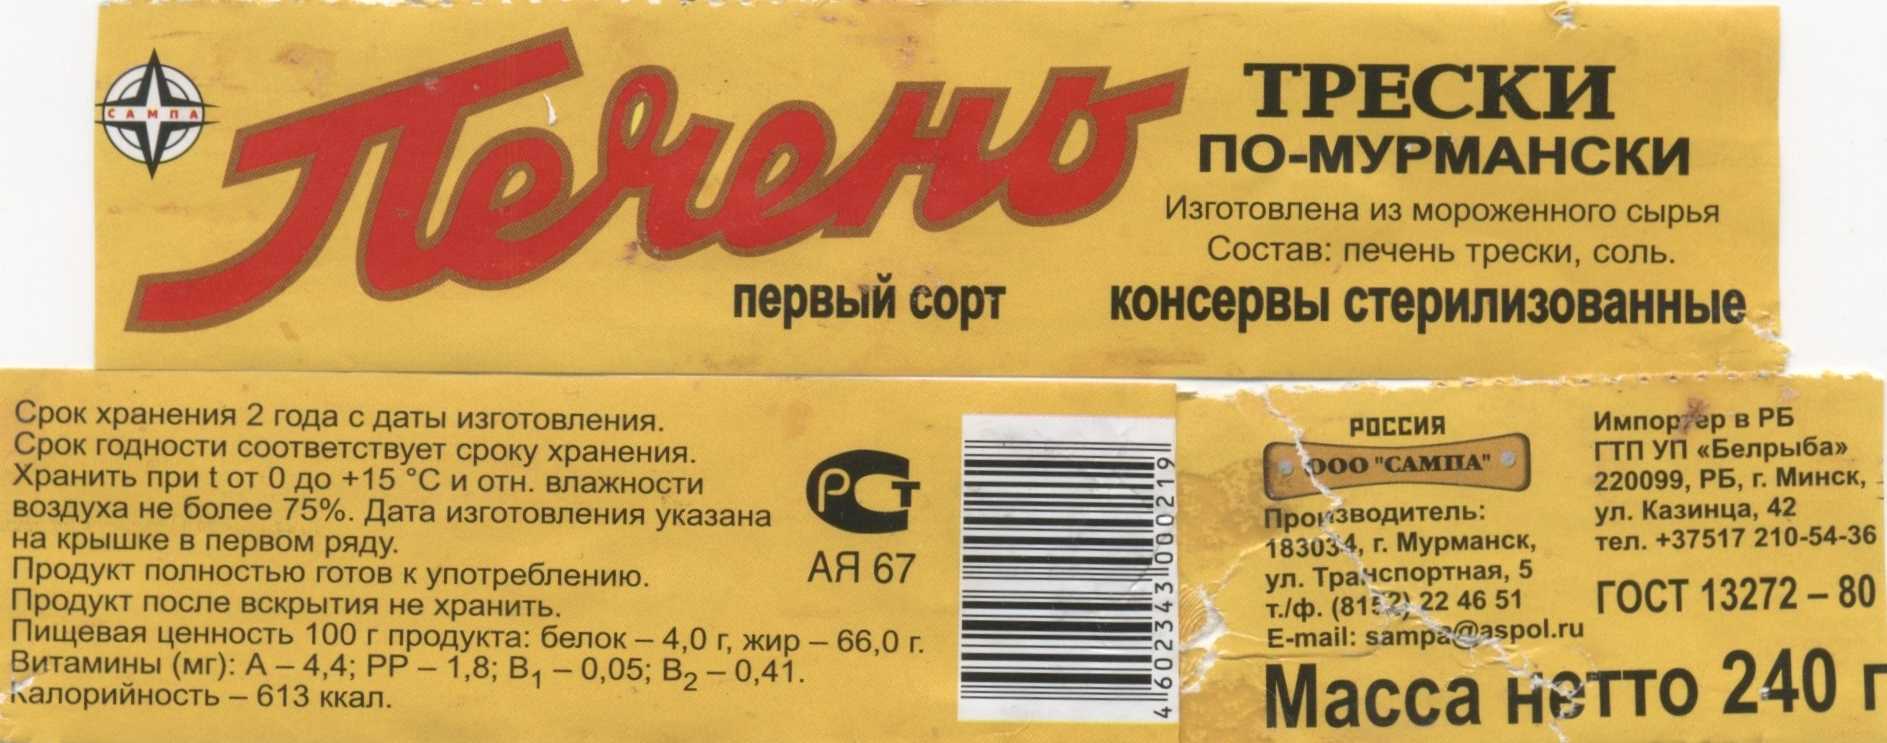 САМПА
Печень
ТРЕСКИ
ПО-МУРМАНСКИ
Изготовлена из мороженного сырья
Состав: печень трески, соль.
первый сорт
консервы стерилизованные
Срок хранения 2 года с даты изготовления.
Срок годности соответствует сроку хранения.
Хранить при t от 0 до +15 °C и отн. влажности
воздуха не более 75%. Дата изготовления указана
на крышке в первом ряду.
Продукт полностью готов к употреблению.
Продукт после вскрытия не хранить.
Пищевая ценность 100 г продукта: белок – 4,0 г, жир – 66,0 г.
Витамины (мг): А – 4,4; РР – 1,8; В₁ – 0,05; В₂ – 0,41.
Калорийность – 613 ккал.
РСТ
АЯ 67
4 602343 000219
РОССИЯ
ООО "САМПА"
Производитель:
183034, г. Мурманск,
ул. Транспортная, 5
т./ф. (8152) 22 46 51
E-mail: sampa@aspol.ru
Импортер в РБ
ГТП УП «Белрыба»
220099, РБ, г. Минск,
ул. Казинца, 42
тел. +37517 210-54-36
ГОСТ 13272 – 80
Масса нетто 240 г